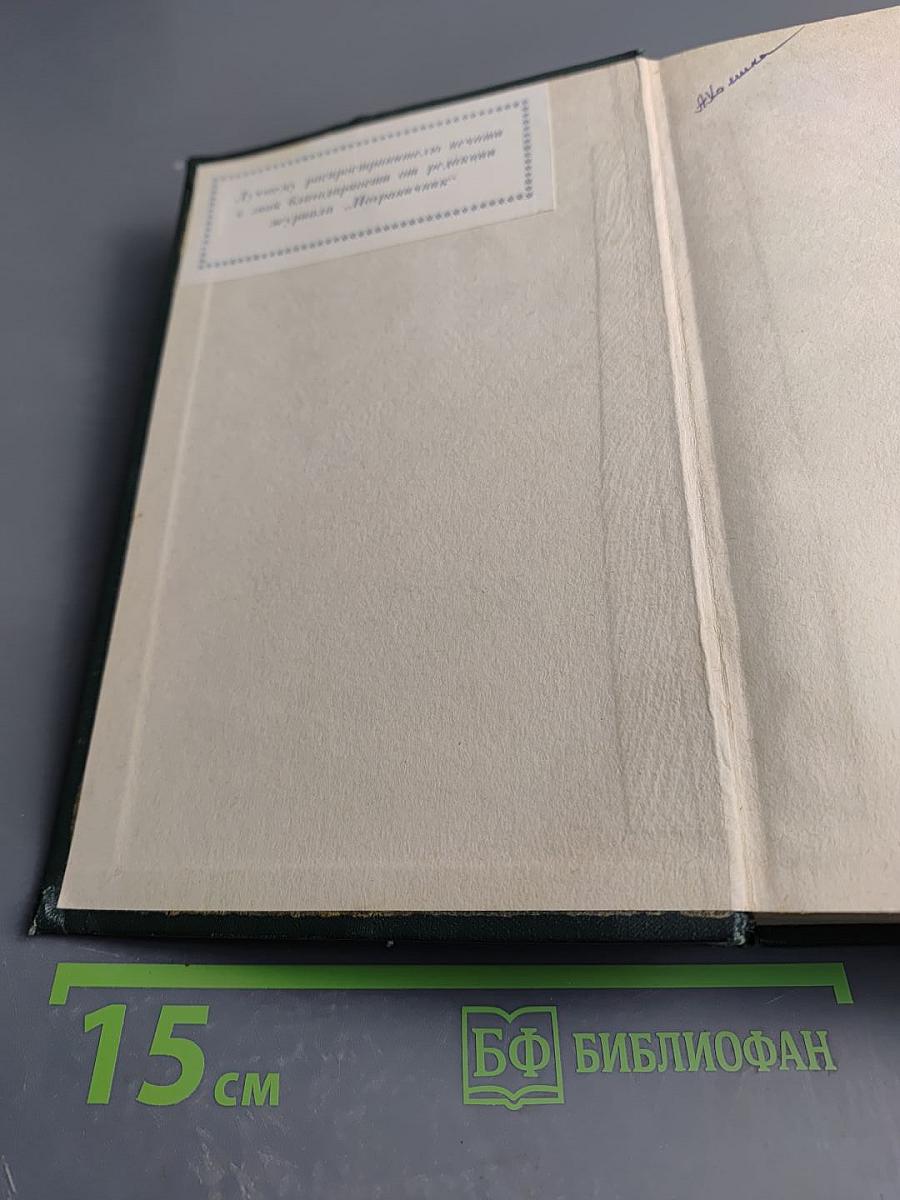 Лучшему распространителю печати
в знак благодарности от редакции
журнала „Пограничник“
15 см
БФ БИБЛИОФАН